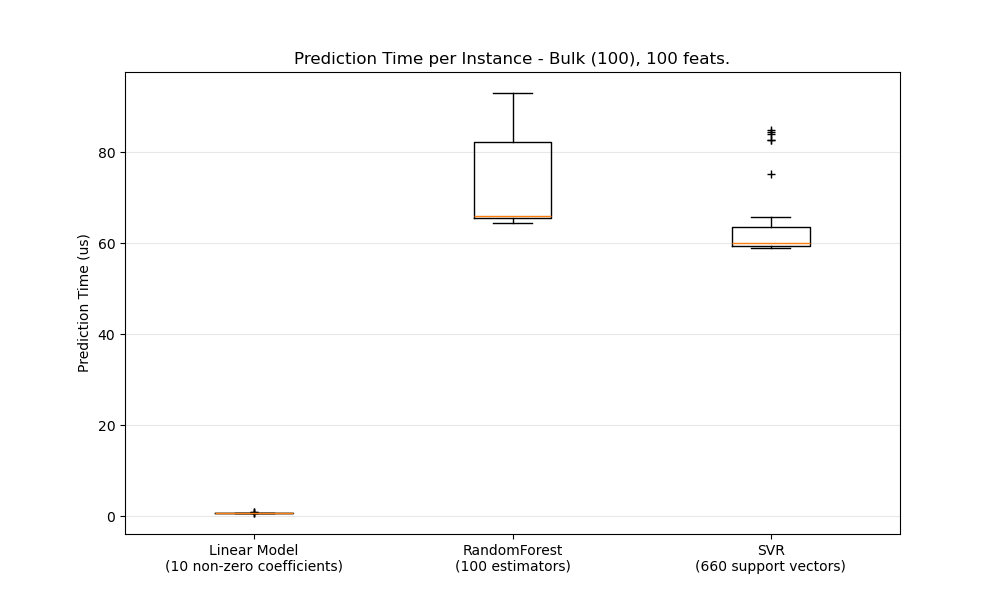 Prediction Time per Instance - Bulk (100), 100 feats.
Prediction Time (us)
80
60
40
20
0
Linear Model
(10 non-zero coefficients)
RandomForest
(100 estimators)
SVR
(660 support vectors)